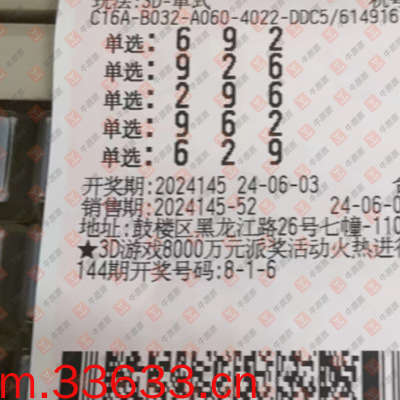 玩法:3D-单式
C16A-B032-A060-4022-DDC5/614916
单选: 6 9 2
单选: 9 2 6
单选: 2 9 6
单选: 9 6 2
单选: 6 2 9
开奖期:2024145 24-06-03
销售期:2024145-52 24-06-0
地址:鼓楼区黑龙江路26号七幢-110
★3D游戏8000万元派奖活动火热进行
144期开奖号码:8-1-6
m.33633.cn